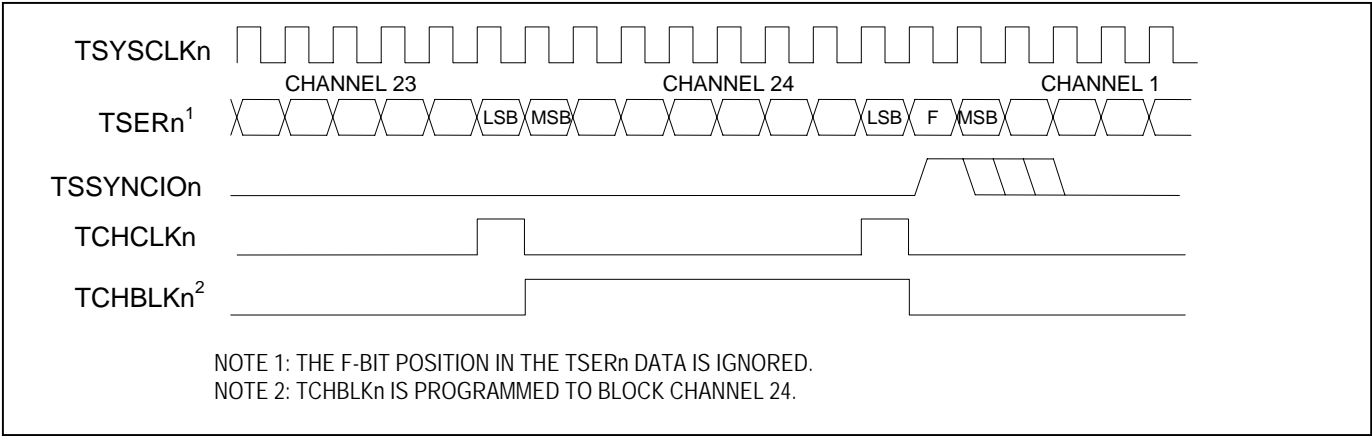 TSYSCLKn
CHANNEL 23 CHANNEL 24 CHANNEL 1
TSERn¹ LSB MSB LSB F MSB
TSSYNCIOn
TCHCLKn
TCHBLKn²
NOTE 1: THE F-BIT POSITION IN THE TSERn DATA IS IGNORED.
NOTE 2: TCHBLKn IS PROGRAMMED TO BLOCK CHANNEL 24.